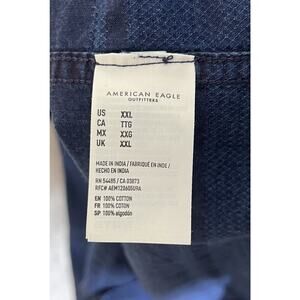 AMERICAN EAGLE
OUTFITTERS
US XXL
CA TTG
MX XXG
UK XXL
MADE IN INDIA / FABRIQUÉ EN INDE /
HECHO EN INDIA
RN 54485 / CA 03873
RFC# AEM1206005U9A
EN 100% COTTON
FR 100% COTON
SP 100% algodón